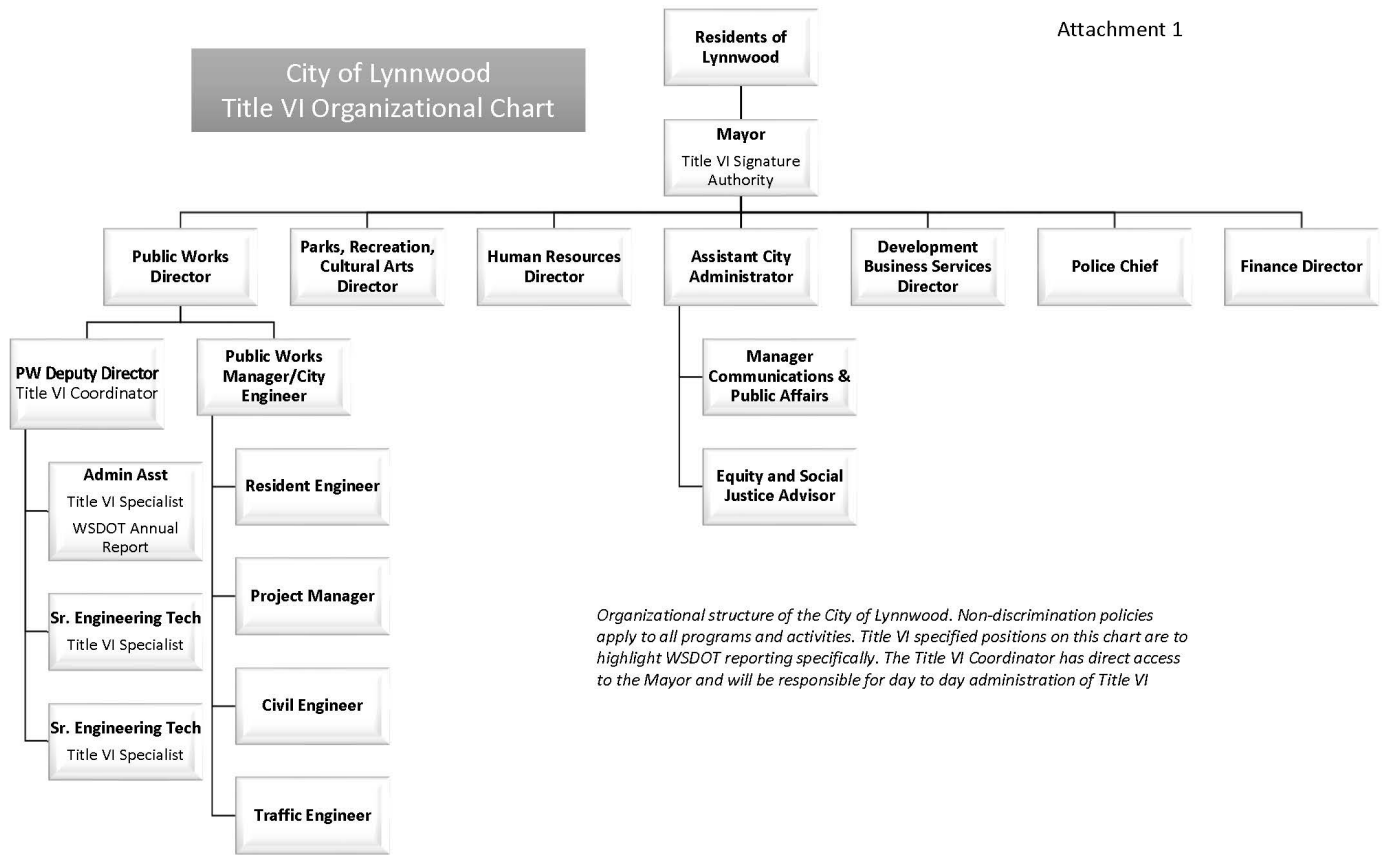 Attachment 1
City of Lynnwood
Title VI Organizational Chart
Residents of
Lynnwood
Mayor
Title VI Signature
Authority
Public Works
Director
Parks, Recreation,
Cultural Arts
Director
Human Resources
Director
Assistant City
Administrator
Development
Business Services
Director
Police Chief
Finance Director
PW Deputy Director
Title VI Coordinator
Public Works
Manager/City
Engineer
Manager
Communications &
Public Affairs
Admin Asst
Title VI Specialist
WSDOT Annual
Report
Resident Engineer
Equity and Social
Justice Advisor
Sr. Engineering Tech
Title VI Specialist
Project Manager
Sr. Engineering Tech
Title VI Specialist
Civil Engineer
Traffic Engineer
Organizational structure of the City of Lynnwood. Non-discrimination policies
apply to all programs and activities. Title VI specified positions on this chart are to
highlight WSDOT reporting specifically. The Title VI Coordinator has direct access
to the Mayor and will be responsible for day to day administration of Title VI